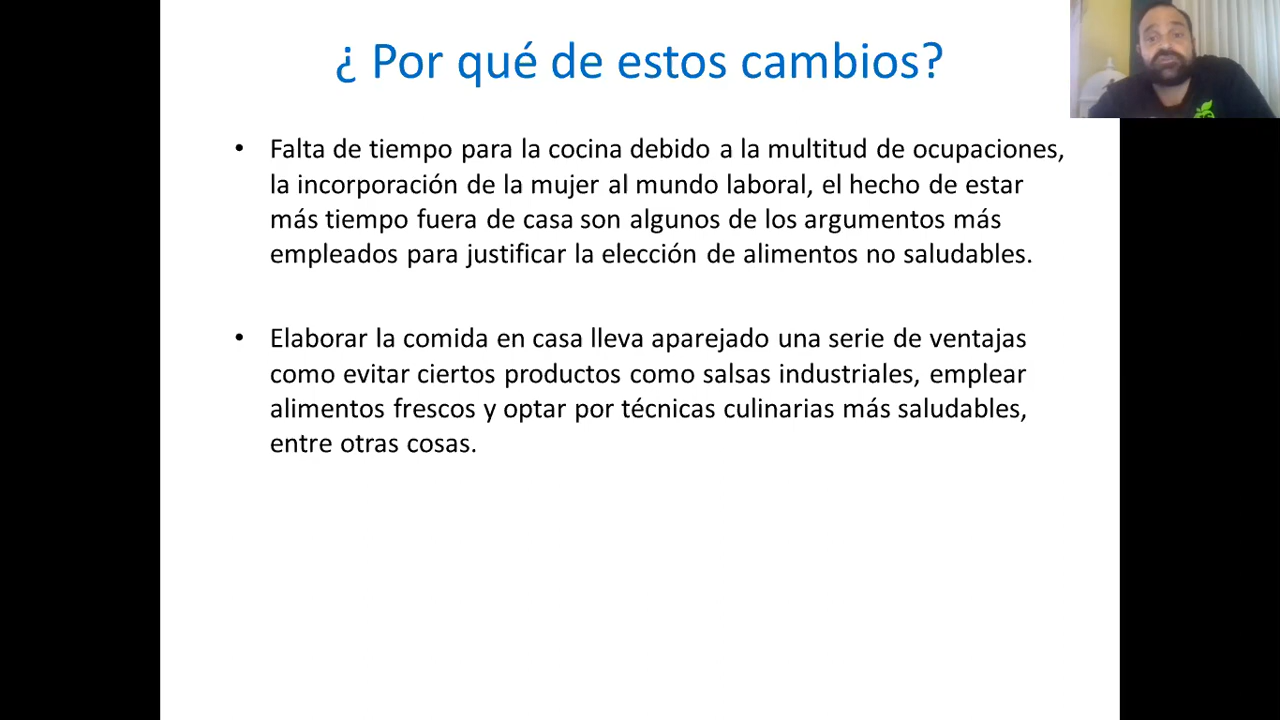 ¿ Por qué de estos cambios?
• Falta de tiempo para la cocina debido a la multitud de ocupaciones,
la incorporación de la mujer al mundo laboral, el hecho de estar
más tiempo fuera de casa son algunos de los argumentos más
empleados para justificar la elección de alimentos no saludables.
• Elaborar la comida en casa lleva aparejado una serie de ventajas
como evitar ciertos productos como salsas industriales, emplear
alimentos frescos y optar por técnicas culinarias más saludables,
entre otras cosas.